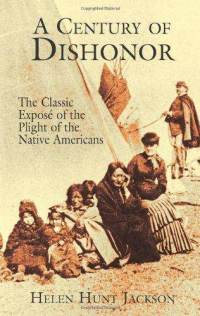 A CENTURY OF
DISHONOR
The Classic
Exposé of the
Plight of the
Native Americans
HELEN HUNT JACKSON